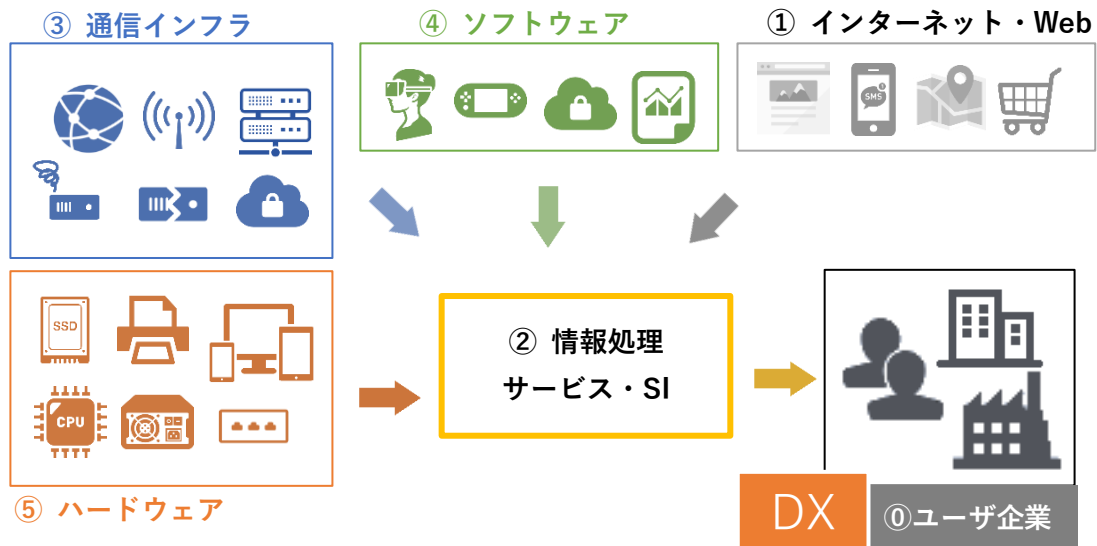 ③ 通信インフラ
④ ソフトウェア
① インターネット・Web
SMS
SSD
CPU
② 情報処理
サービス・SI
⑤ ハードウェア
DX
⓪ユーザ企業